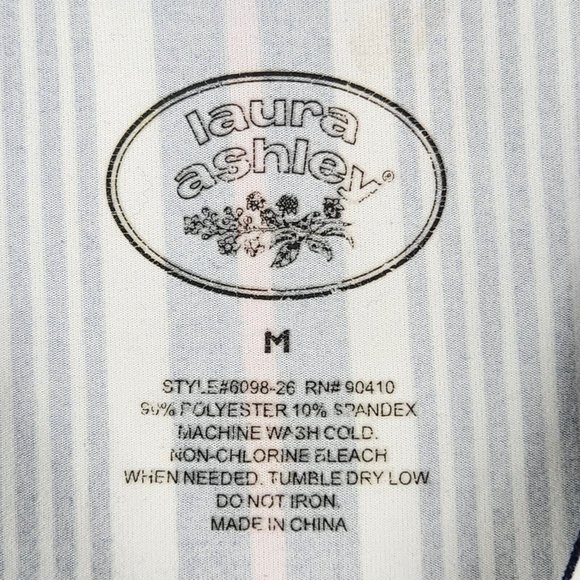 laura
ashley®
M
STYLE#6098-26 RN# 90410
90% POLYESTER 10% SPANDEX
MACHINE WASH COLD.
NON-CHLORINE BLEACH
WHEN NEEDED. TUMBLE DRY LOW
DO NOT IRON.
MADE IN CHINA